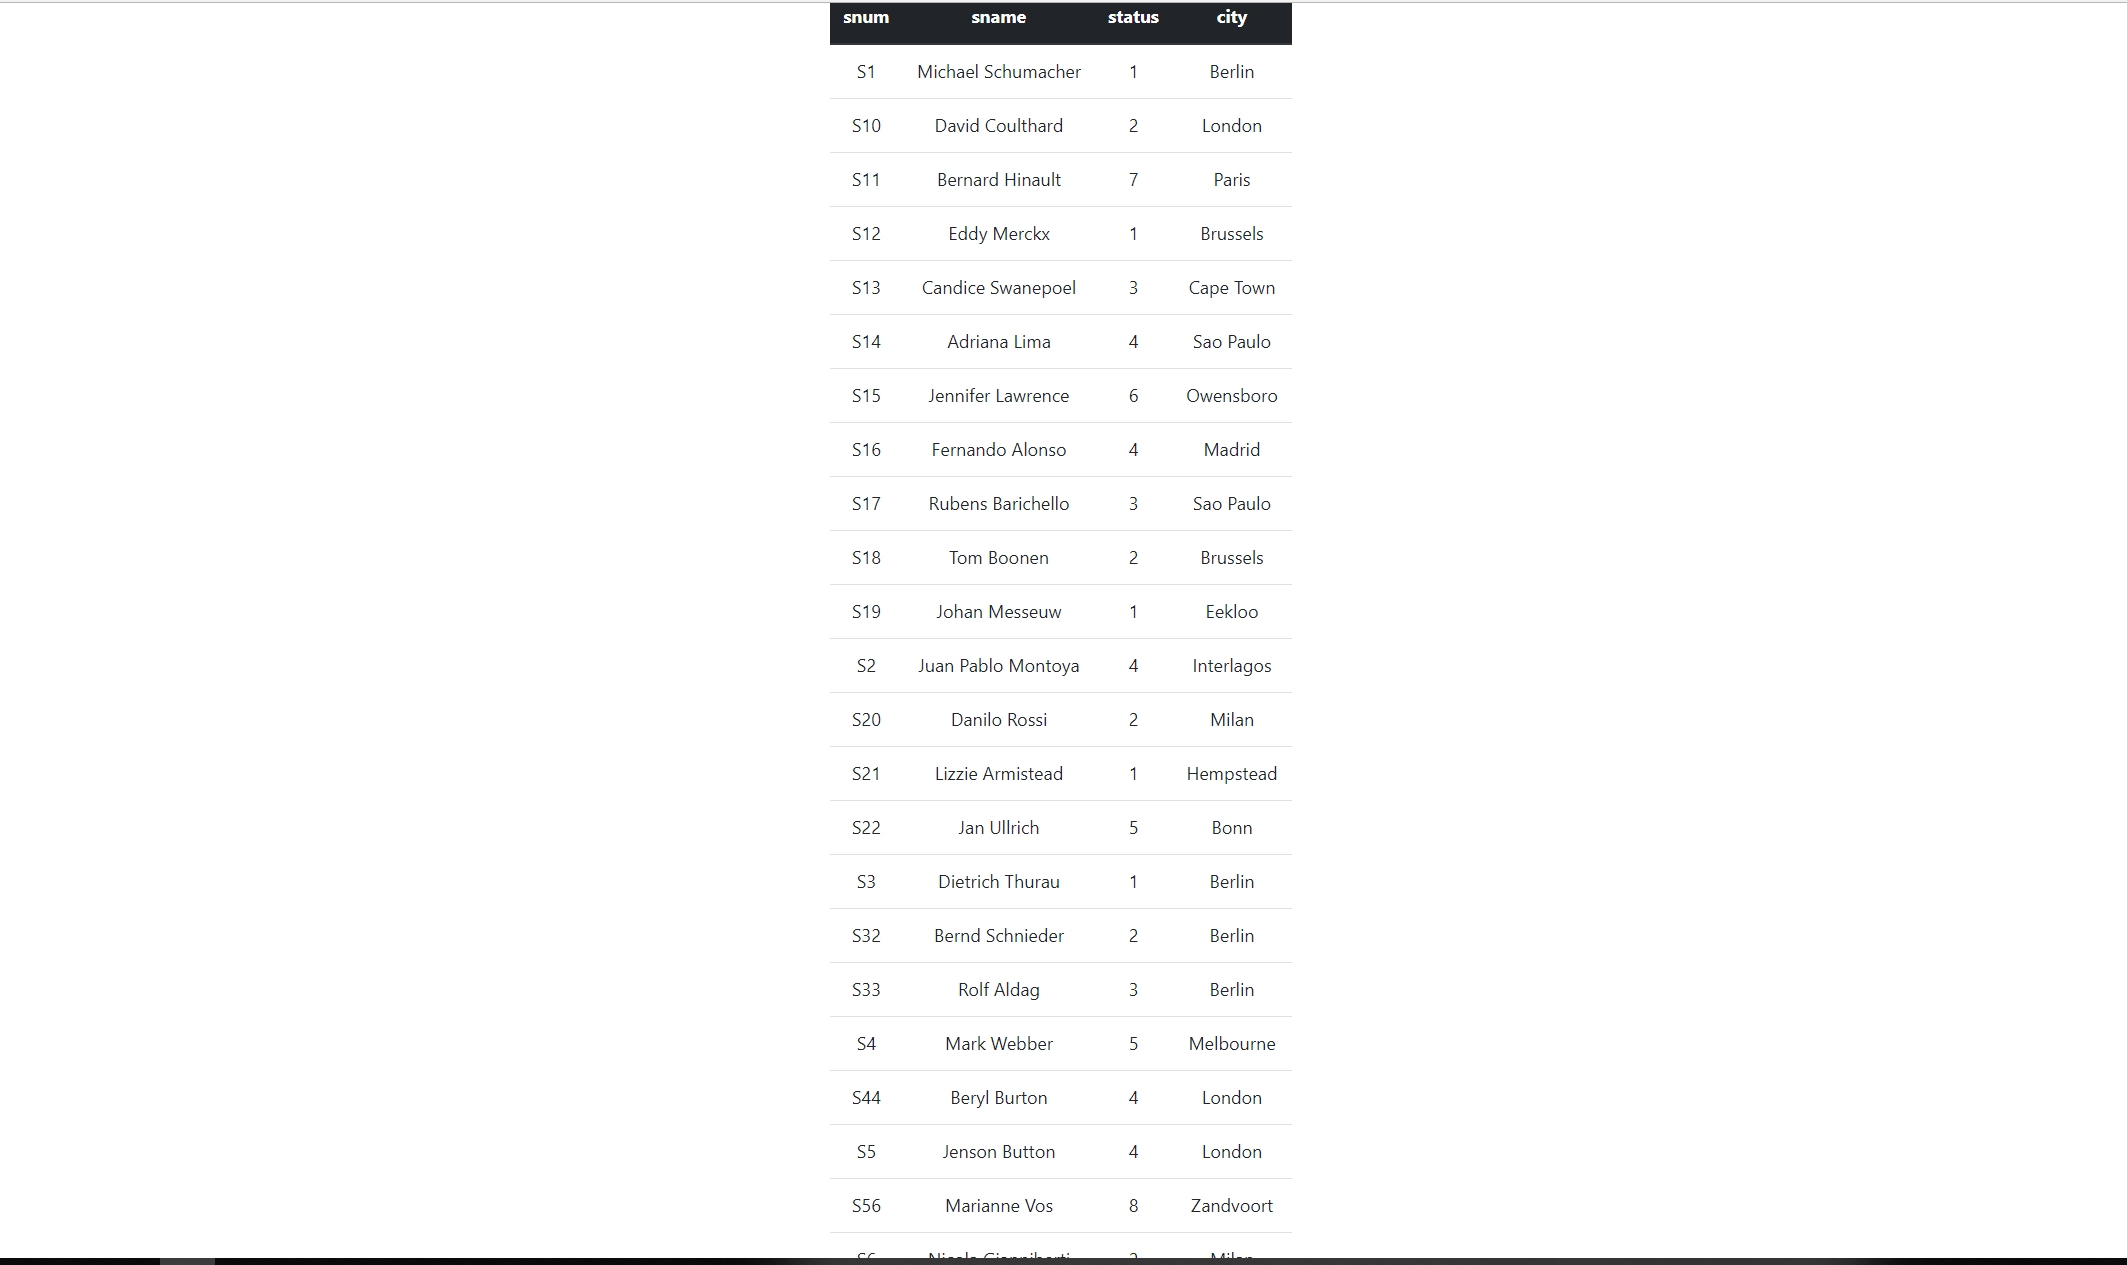 snum sname status city
S1 Michael Schumacher 1 Berlin
S10 David Coulthard 2 London
S11 Bernard Hinault 7 Paris
S12 Eddy Merckx 1 Brussels
S13 Candice Swanepoel 3 Cape Town
S14 Adriana Lima 4 Sao Paulo
S15 Jennifer Lawrence 6 Owensboro
S16 Fernando Alonso 4 Madrid
S17 Rubens Barichello 3 Sao Paulo
S18 Tom Boonen 2 Brussels
S19 Johan Messeuw 1 Eekloo
S2 Juan Pablo Montoya 4 Interlagos
S20 Danilo Rossi 2 Milan
S21 Lizzie Armistead 1 Hempstead
S22 Jan Ullrich 5 Bonn
S3 Dietrich Thurau 1 Berlin
S32 Bernd Schnieder 2 Berlin
S33 Rolf Aldag 3 Berlin
S4 Mark Webber 5 Melbourne
S44 Beryl Burton 4 London
S5 Jenson Button 4 London
S56 Marianne Vos 8 Zandvoort